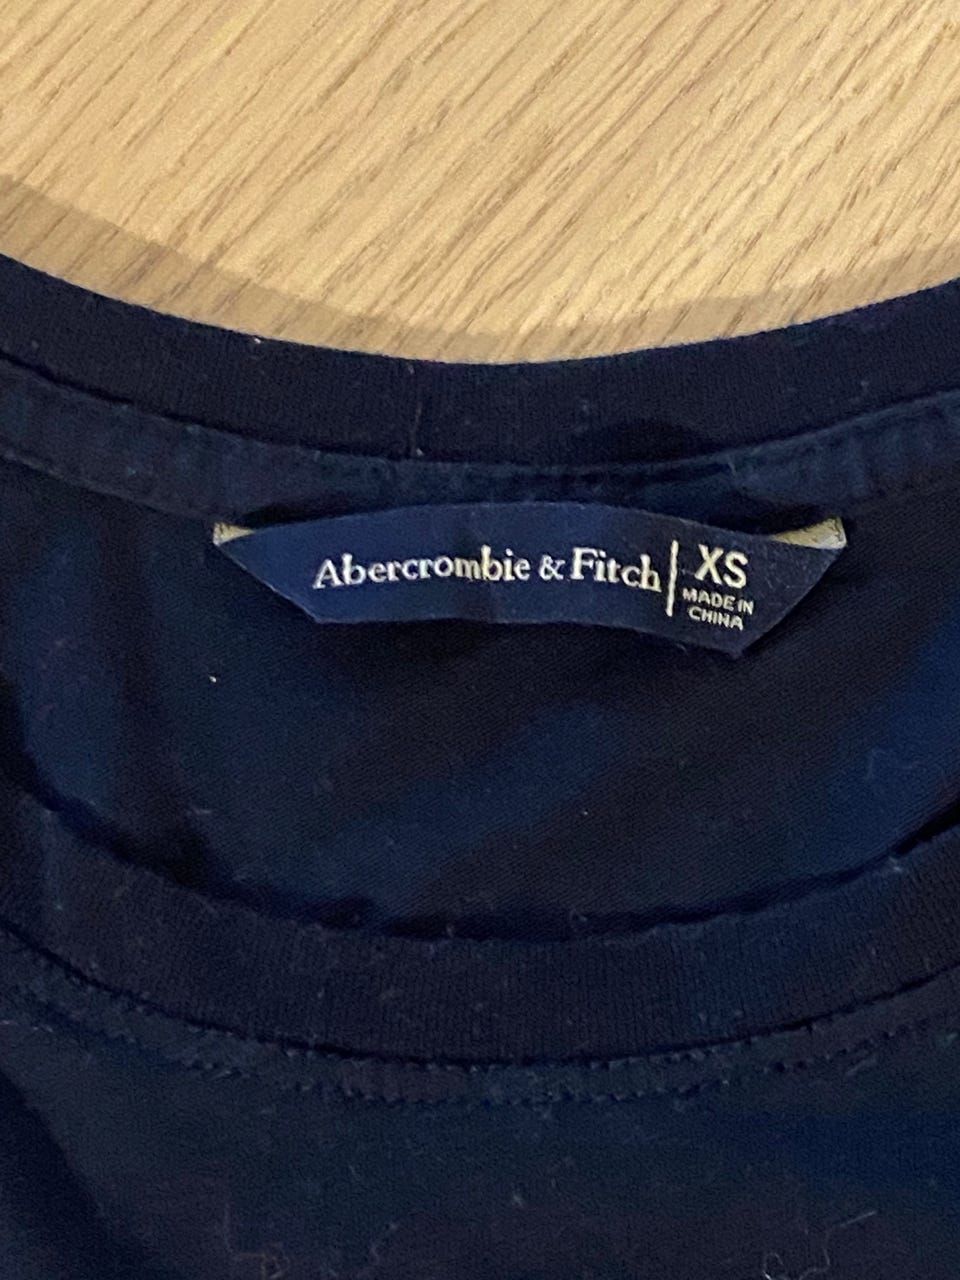 Abercrombie & Fitch
XS
MADE IN
CHINA